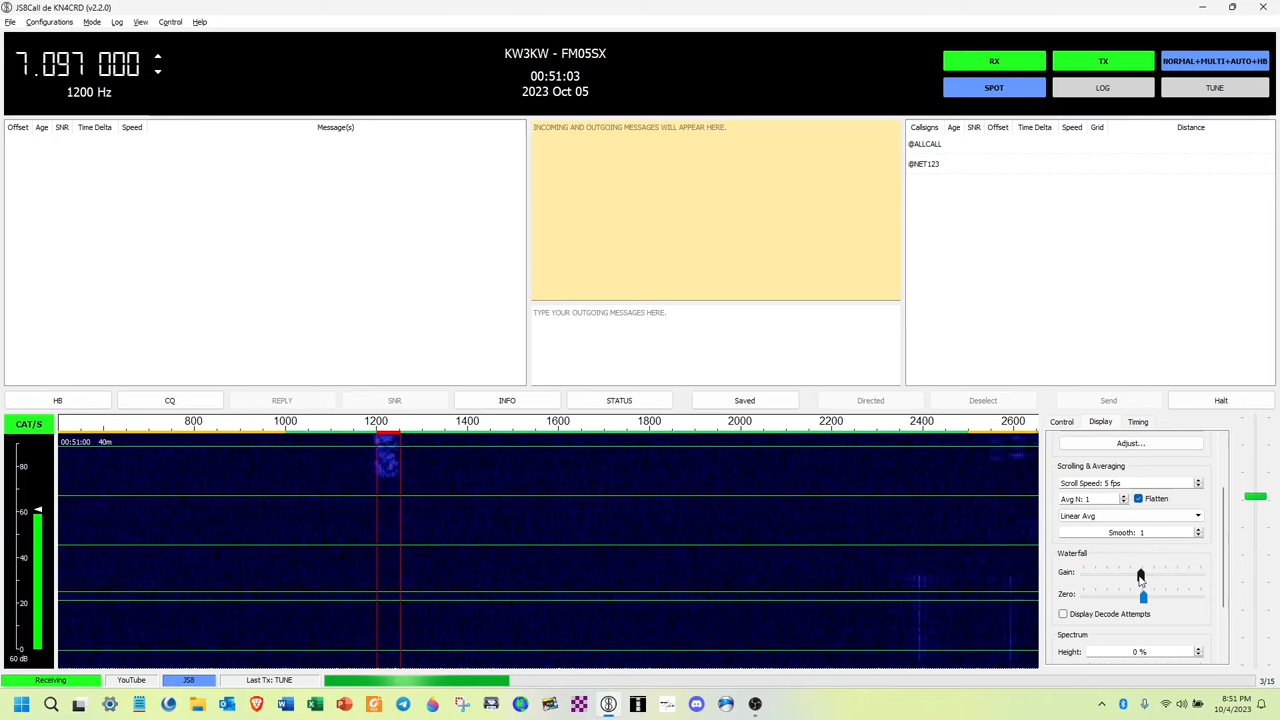 JS8Call de KN4CRD (v2.2.0)
File Configurations Mode Log View Control Help
7.097 000
1200 Hz
KW3KW - FM05SX
00:51:03
2023 Oct 05
RX TX NORMAL+MULTI+AUTO+HB
SPOT LOG TUNE
Offset Age SNR Time Delta Speed Message(s)
INCOMING AND OUTGOING MESSAGES WILL APPEAR HERE.
TYPE YOUR OUTGOING MESSAGES HERE.
Callsigns Age SNR Offset Time Delta Speed Grid Distance
@ALLCALL
@NET123
HB CQ REPLY SNR INFO STATUS Saved Directed Deselect Send Halt
CAT/S
800 1000 1200 1400 1600 1800 2000 2200 2400 2600
00:51:00 40m
80
60
40
20
0
60 dB
Control Display Timing
Adjust...
Scrolling & Averaging
Scroll Speed: 5 fps
Avg N: 1 Flatten
Linear Avg
Smooth: 1
Waterfall
Gain:
Zero:
Display Decode Attempts
Spectrum
Height: 0 %
Receiving YouTube JS8 Last Tx: TUNE 3/15
8:51 PM
10/4/2023